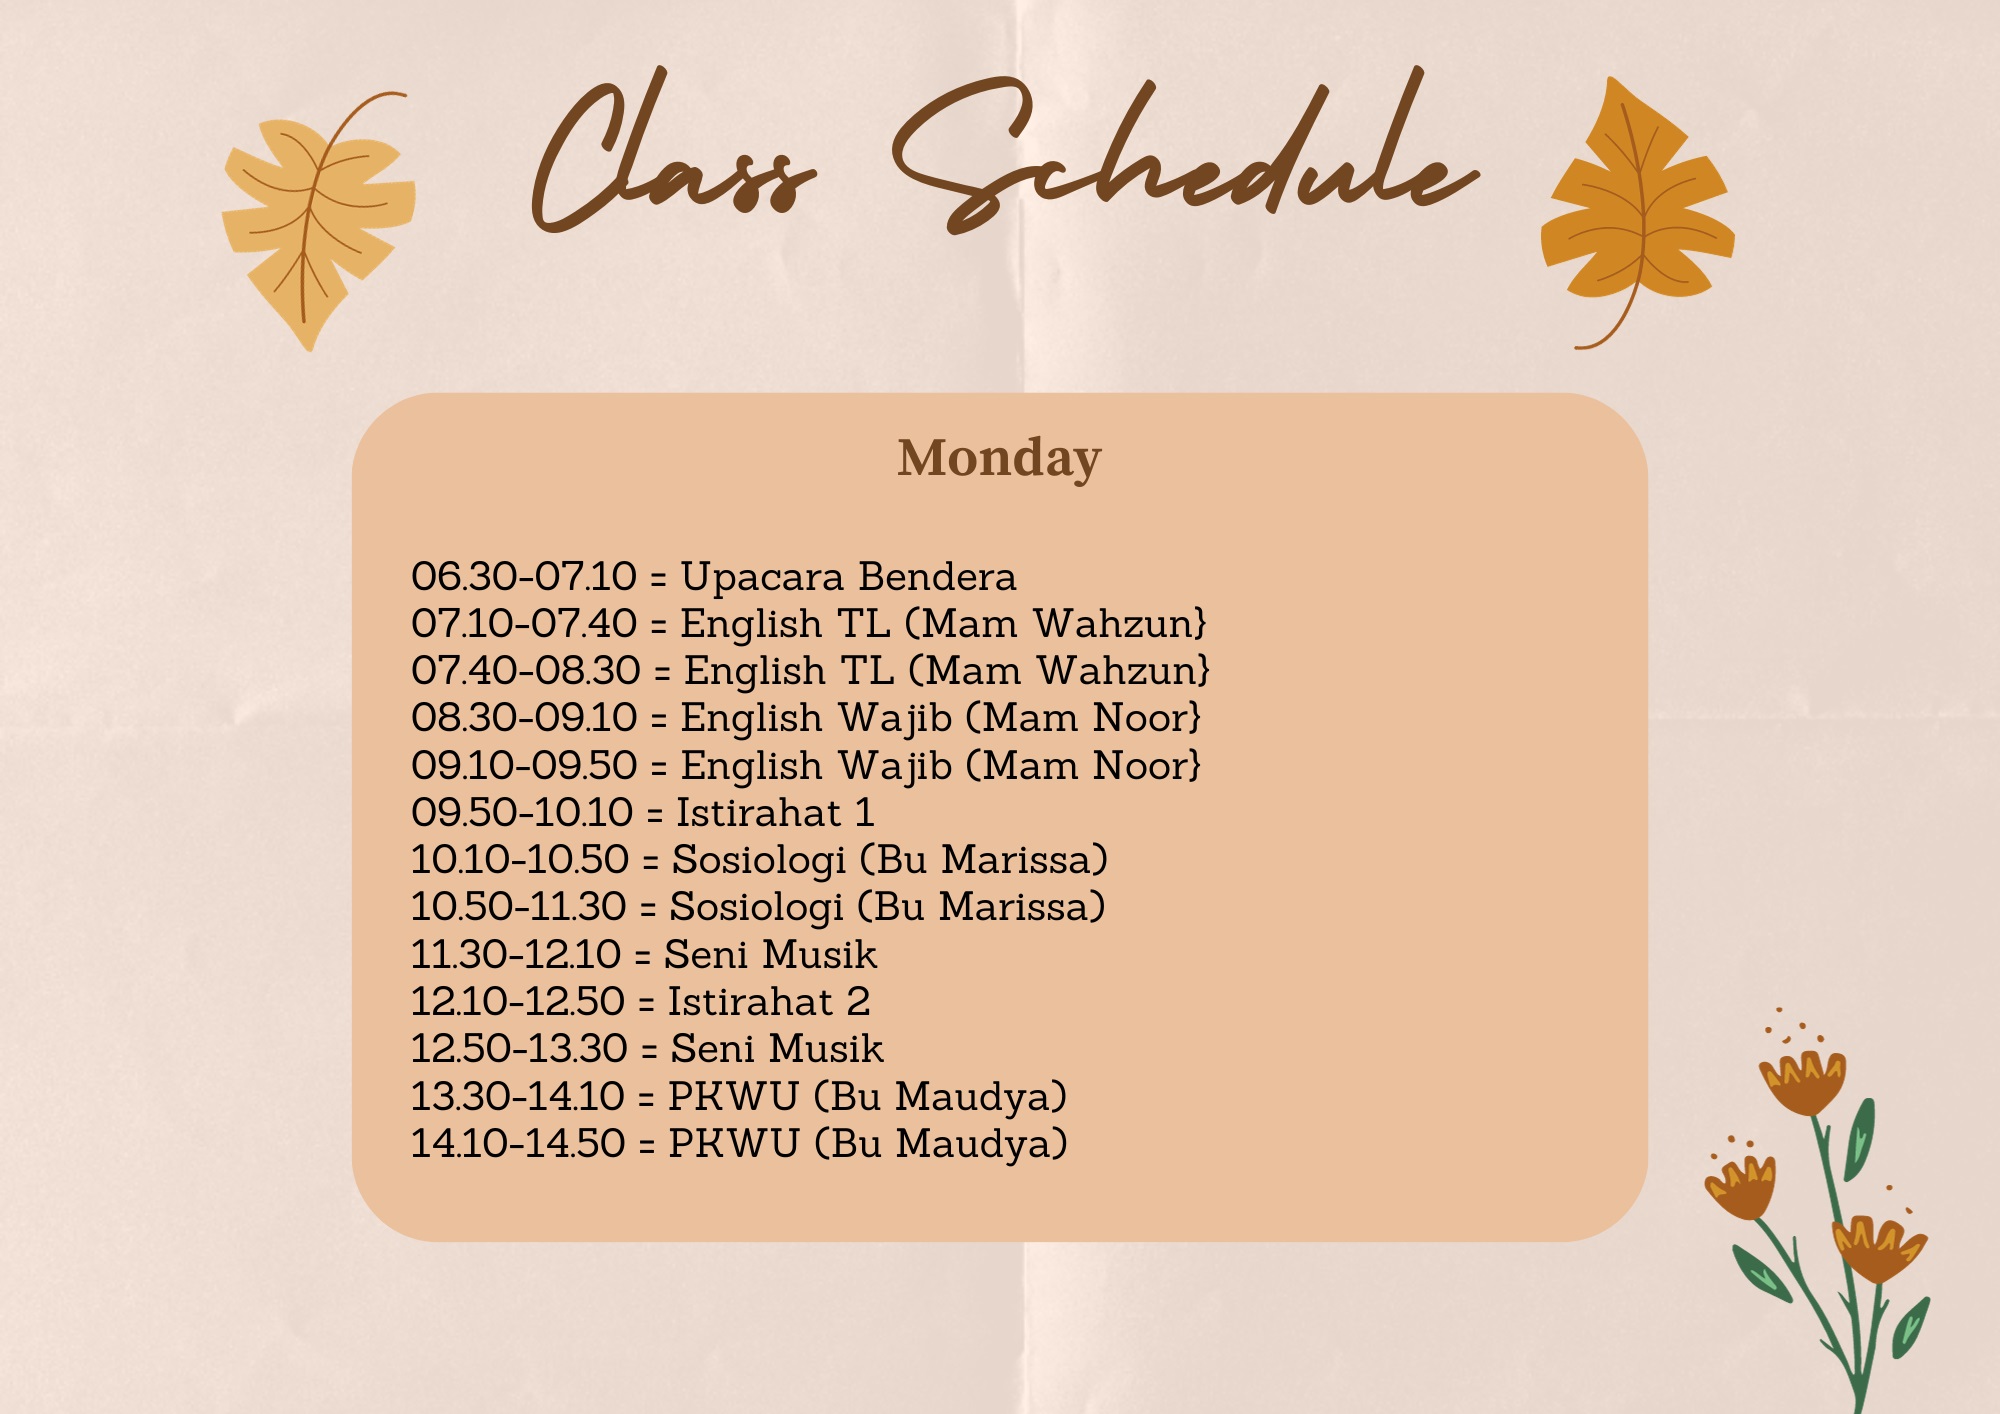 Class Schedule
Monday
06.30-07.10 = Upacara Bendera
07.10-07.40 = English TL (Mam Wahzun}
07.40-08.30 = English TL (Mam Wahzun}
08.30-09.10 = English Wajib (Mam Noor}
09.10-09.50 = English Wajib (Mam Noor}
09.50-10.10 = Istirahat 1
10.10-10.50 = Sosiologi (Bu Marissa)
10.50-11.30 = Sosiologi (Bu Marissa)
11.30-12.10 = Seni Musik
12.10-12.50 = Istirahat 2
12.50-13.30 = Seni Musik
13.30-14.10 = PKWU (Bu Maudya)
14.10-14.50 = PKWU (Bu Maudya)